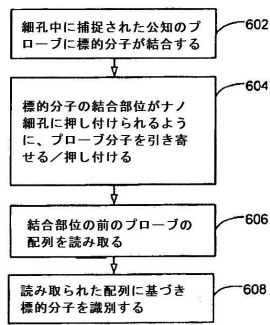 細孔中に捕捉された公知のプ
ローブに標的分子が結合する
602
標的分子の結合部位がナノ
細孔に押し付けられるよう
に、プローブ分子を引き寄
せる/押し付ける
604
結合部位の前のプローブの
配列を読み取る
606
読み取られた配列に基づき
標的分子を識別する
608